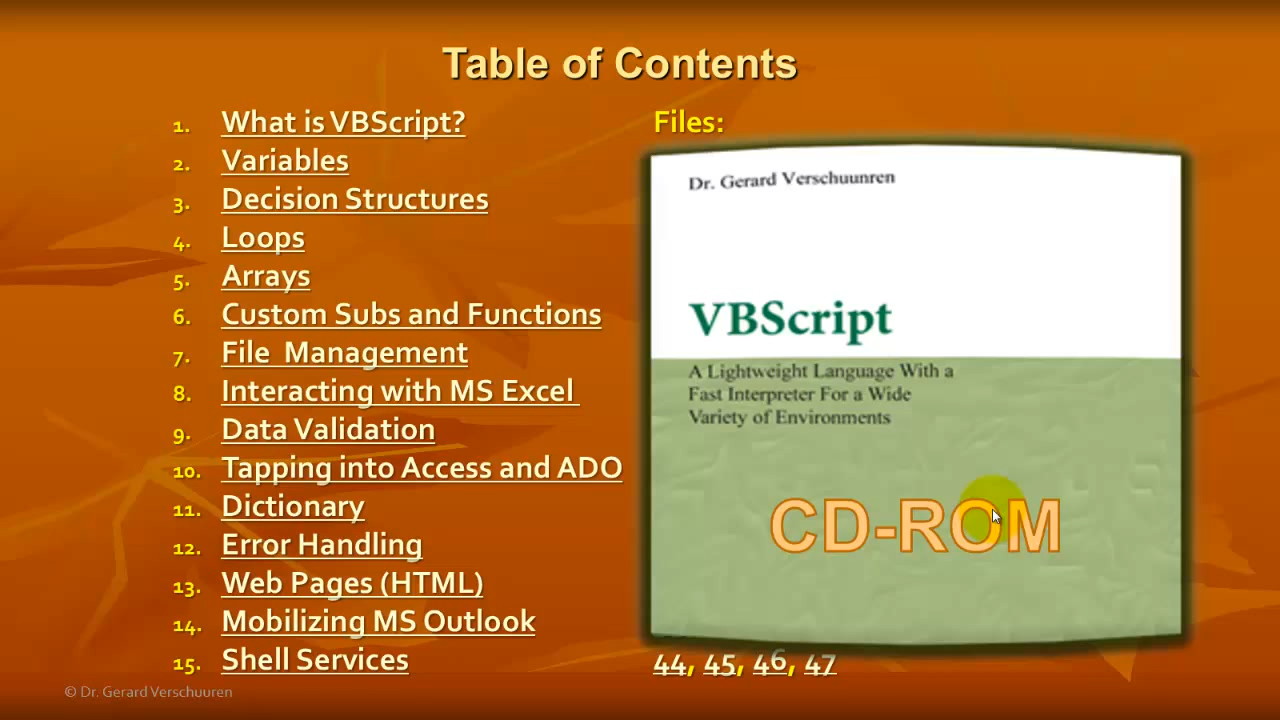 Table of Contents
1. What is VBScript?
2. Variables
3. Decision Structures
4. Loops
5. Arrays
6. Custom Subs and Functions
7. File  Management
8. Interacting with MS Excel
9. Data Validation
10. Tapping into Access and ADO
11. Dictionary
12. Error Handling
13. Web Pages (HTML)
14. Mobilizing MS Outlook
15. Shell Services
Files:
Dr. Gerard Verschuunren
VBScript
A Lightweight Language With a
Fast Interpreter For a Wide
Variety of Environments
CD-ROM
44, 45, 46, 47
© Dr. Gerard Verschuuren